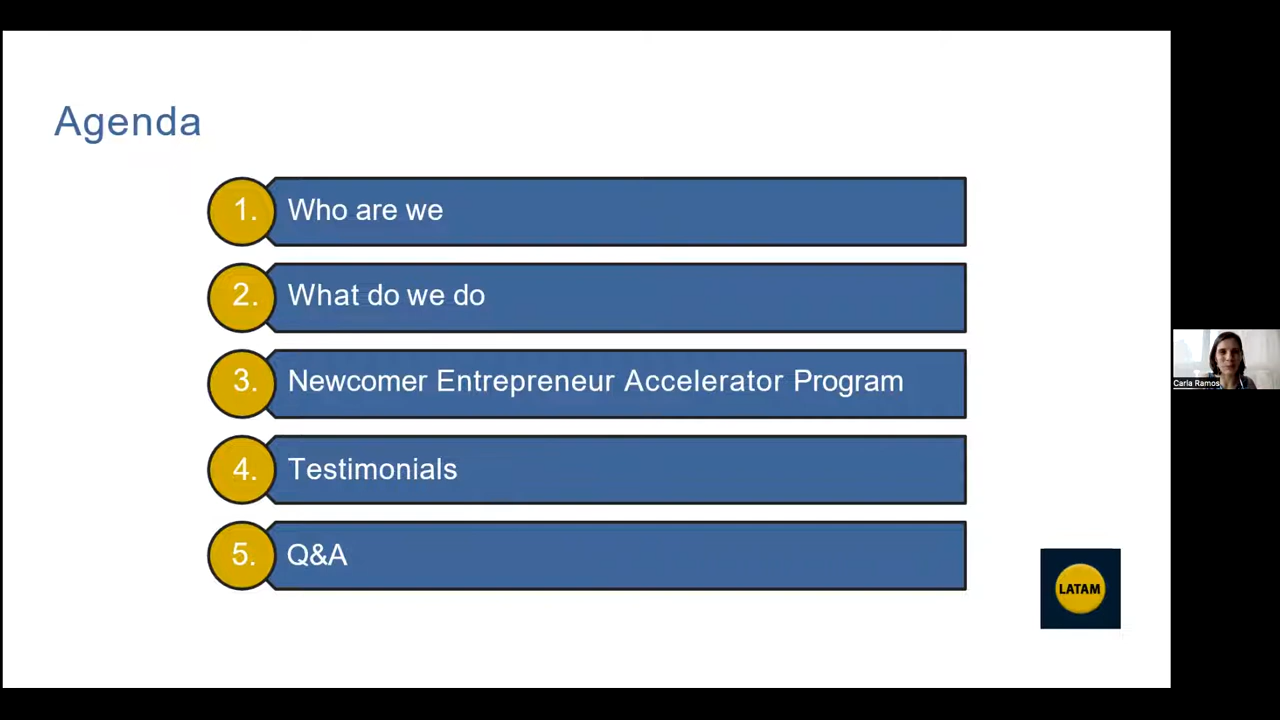 Agenda
1. Who are we
2. What do we do
3. Newcomer Entrepreneur Accelerator Program
4. Testimonials
5. Q&A
LATAM
Carla Ramos